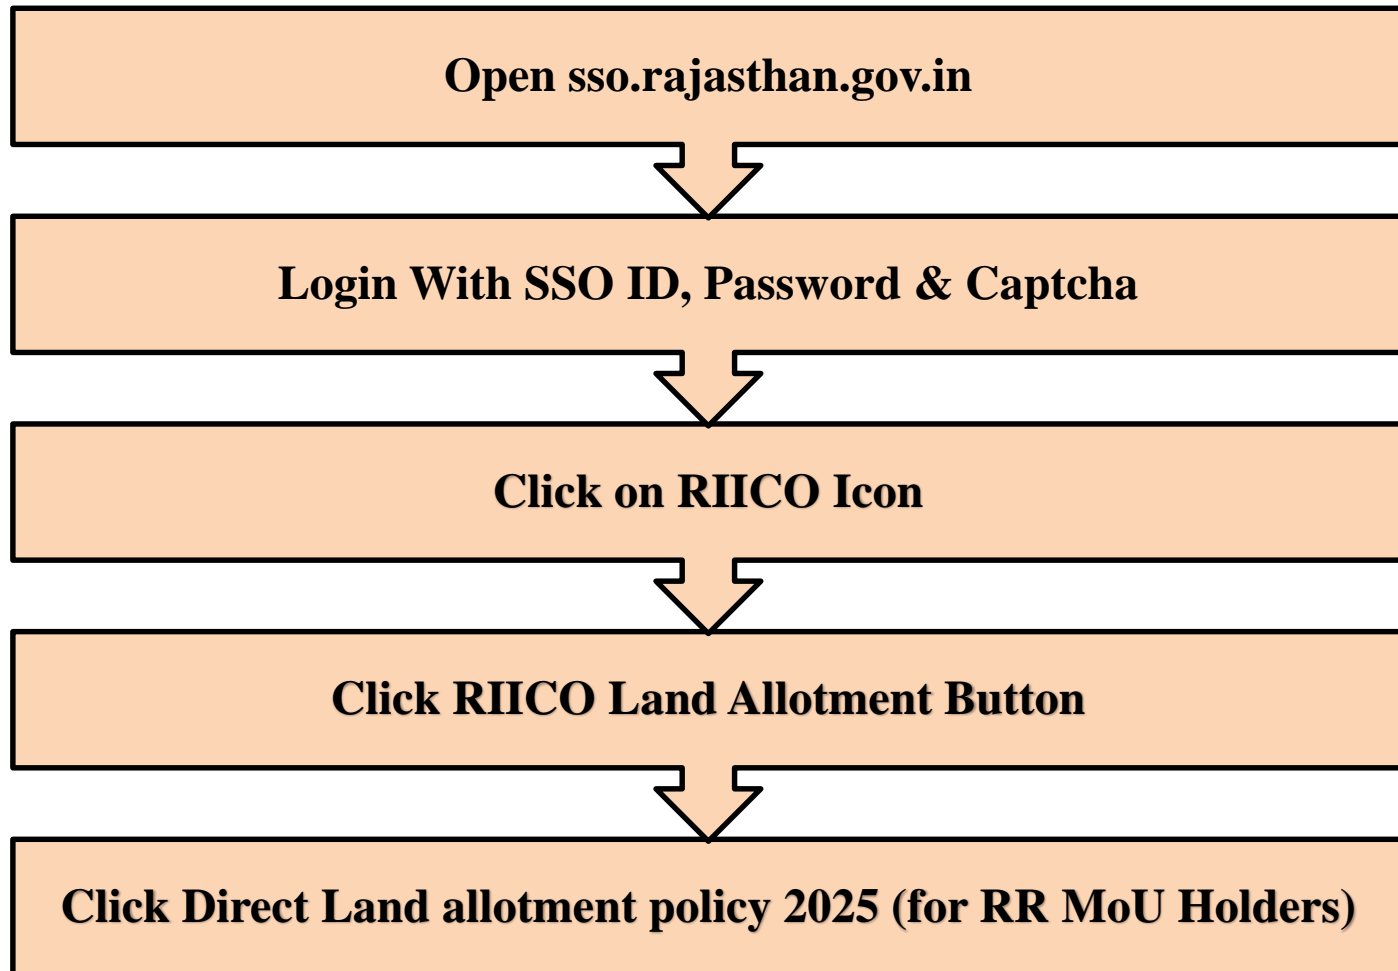 Open sso.rajasthan.gov.in
Login With SSO ID, Password & Captcha
Click on RIICO Icon
Click RIICO Land Allotment Button
Click Direct Land allotment policy 2025 (for RR MoU Holders)